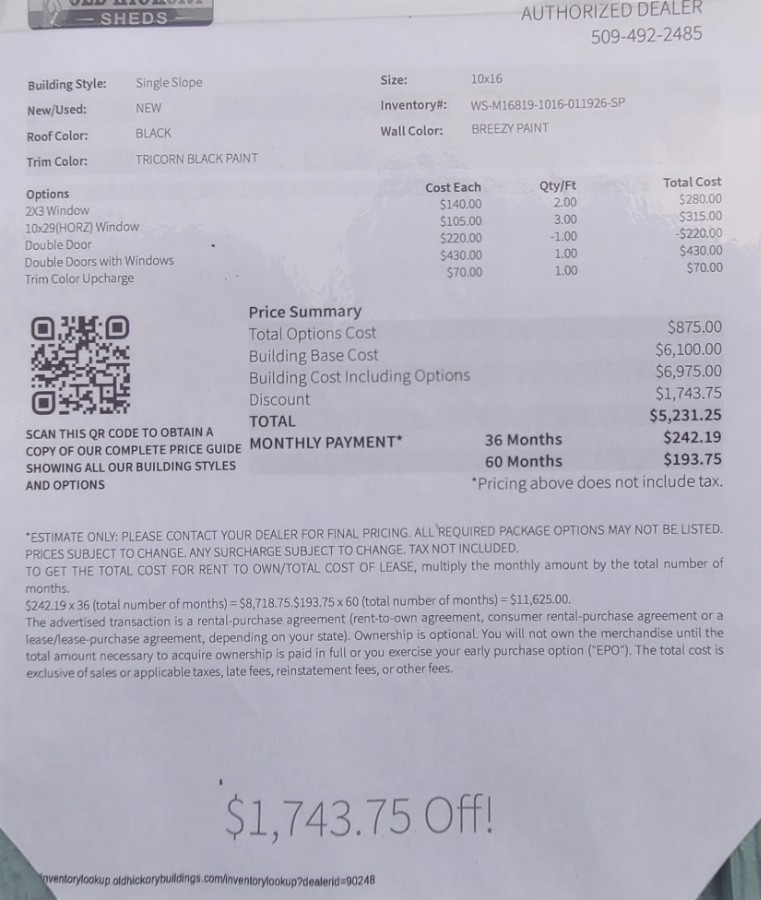 SHEDS
AUTHORIZED DEALER
509-492-2485
Building Style: Single Slope Size: 10x16
New/Used: NEW Inventory#: WS-M16819-1016-011926-SP
Roof Color: BLACK Wall Color: BREEZY PAINT
Trim Color: TRICORN BLACK PAINT
Options Cost Each Qty/Ft Total Cost
2X3 Window $140.00 2.00 $280.00
10x29(HORZ) Window $105.00 3.00 $315.00
Double Door $220.00 -1.00 -$220.00
Double Doors with Windows $430.00 1.00 $430.00
Trim Color Upcharge $70.00 1.00 $70.00
Price Summary
Total Options Cost $875.00
Building Base Cost $6,100.00
Building Cost Including Options $6,975.00
Discount $1,743.75
TOTAL $5,231.25
MONTHLY PAYMENT* 36 Months $242.19
60 Months $193.75
*Pricing above does not include tax.
SCAN THIS QR CODE TO OBTAIN A
COPY OF OUR COMPLETE PRICE GUIDE
SHOWING ALL OUR BUILDING STYLES
AND OPTIONS
*ESTIMATE ONLY: PLEASE CONTACT YOUR DEALER FOR FINAL PRICING. ALL REQUIRED PACKAGE OPTIONS MAY NOT BE LISTED.
PRICES SUBJECT TO CHANGE. ANY SURCHARGE SUBJECT TO CHANGE. TAX NOT INCLUDED.
TO GET THE TOTAL COST FOR RENT TO OWN/TOTAL COST OF LEASE, multiply the monthly amount by the total number of
months.
$242.19 x 36 (total number of months) = $8,718.75.$193.75 x 60 (total number of months) = $11,625.00.
The advertised transaction is a rental-purchase agreement (rent-to-own agreement, consumer rental-purchase agreement or a
lease/lease-purchase agreement, depending on your state). Ownership is optional. You will not own the merchandise until the
total amount necessary to acquire ownership is paid in full or you exercise your early purchase option ("EPO"). The total cost is
exclusive of sales or applicable taxes, late fees, reinstatement fees, or other fees.
$1,743.75 Off!
inventorylookup.oldhickorybuildings.com/inventorylookup?dealerid=90248